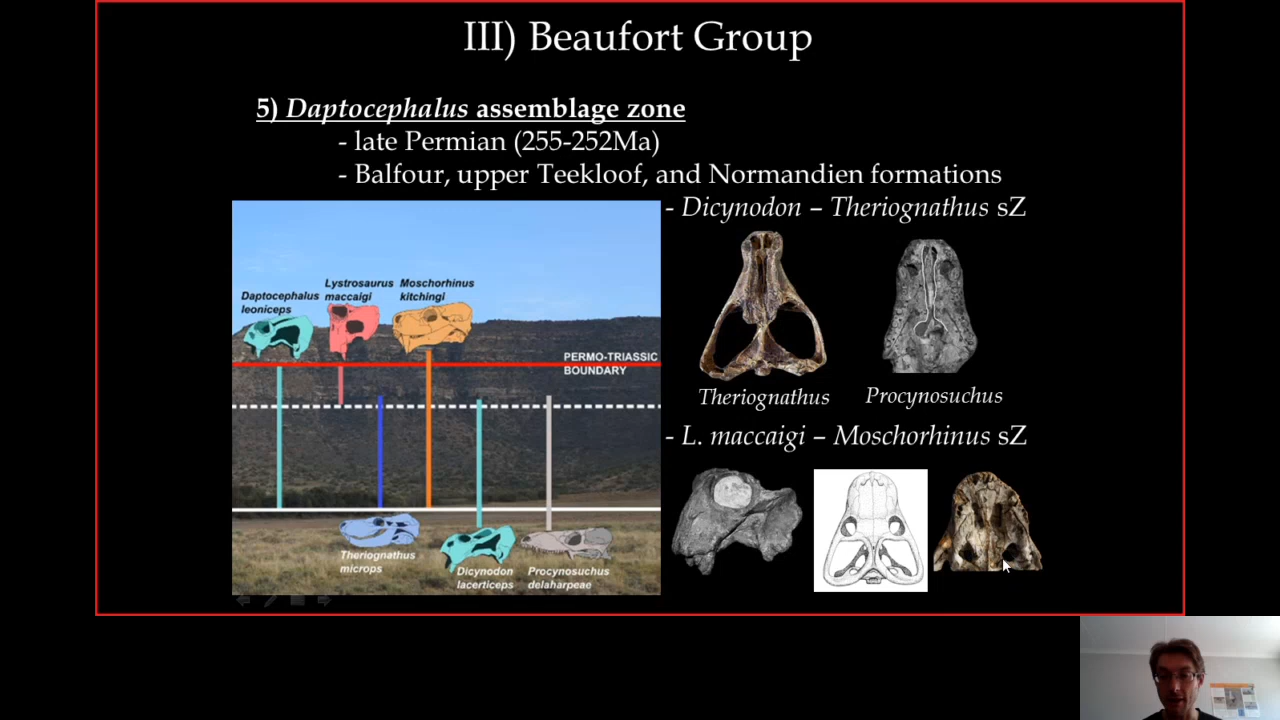 III) Beaufort Group
5) Daptocephalus assemblage zone
- late Permian (255-252Ma)
- Balfour, upper Teekloof, and Normandien formations
- Dicynodon – Theriognathus sZ
Daptocephalus
leoniceps
Lystrosaurus
maccaigi
Moschorhinus
kitchingi
PERMO-TRIASSIC
BOUNDARY
Theriognathus
microps
Dicynodon
lacerticeps
Procynosuchus
delaharpeae
Theriognathus
Procynosuchus
- L. maccaigi – Moschorhinus sZ